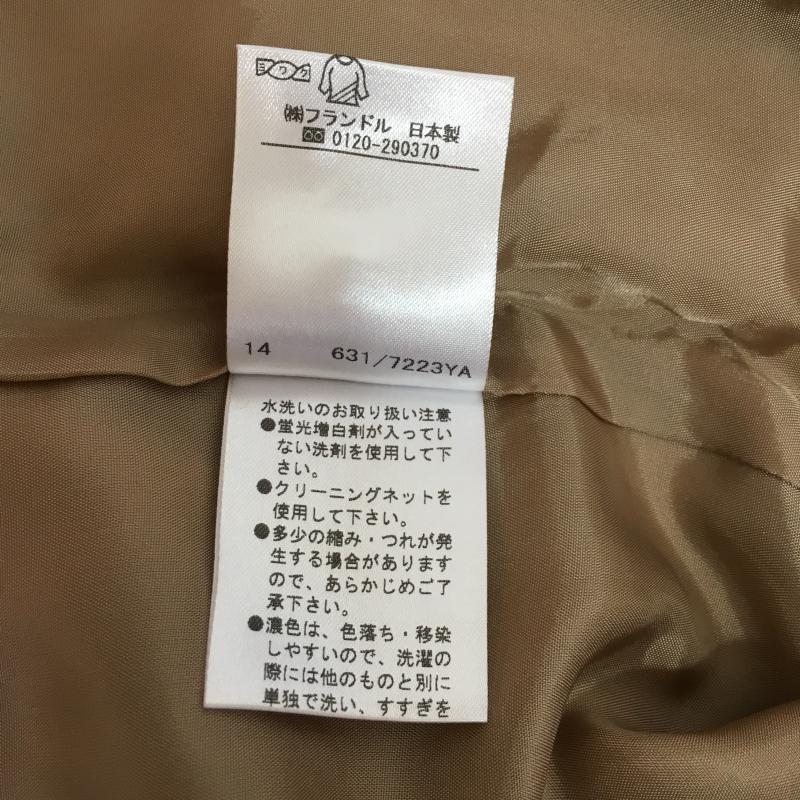 ミワク
㈱フランドル 日本製
0120-290370
14 631/7223YA
水洗いのお取り扱い注意
●蛍光増白剤が入ってい
ない洗剤を使用して下
さい。
●クリーニングネットを
使用して下さい。
●多少の縮み・つれが発
生する場合があります
ので、あらかじめご了
承下さい。
●濃色は、色落ち・移染
しやすいので、洗濯の
際には他のものと別に
単独で洗い、すすぎを